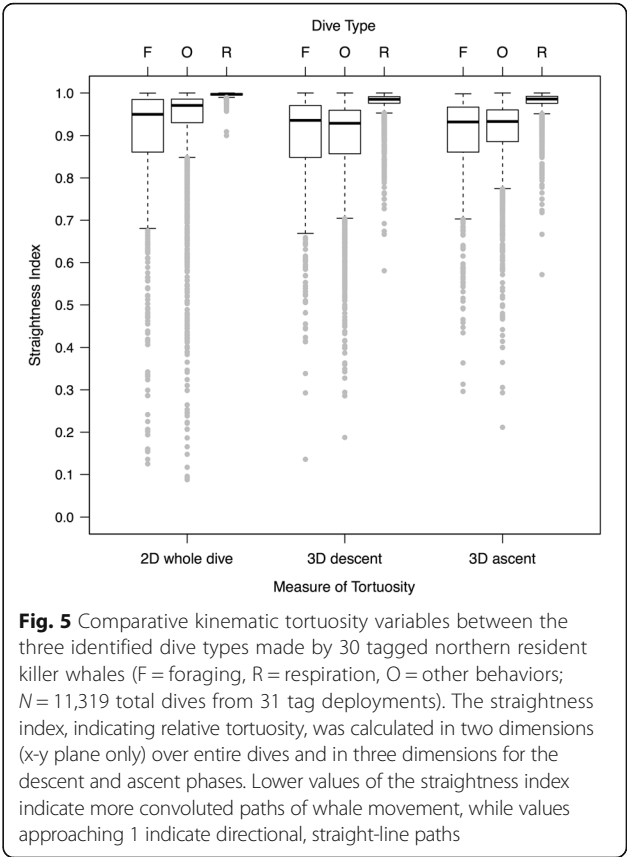 Dive Type
F O R F O R F O R
Straightness Index
1.0
0.9
0.8
0.7
0.6
0.5
0.4
0.3
0.2
0.1
0.0
2D whole dive 3D descent 3D ascent
Measure of Tortuosity
Fig. 5 Comparative kinematic tortuosity variables between the
three identified dive types made by 30 tagged northern resident
killer whales (F = foraging, R = respiration, O = other behaviors;
N = 11,319 total dives from 31 tag deployments). The straightness
index, indicating relative tortuosity, was calculated in two dimensions
(x-y plane only) over entire dives and in three dimensions for the
descent and ascent phases. Lower values of the straightness index
indicate more convoluted paths of whale movement, while values
approaching 1 indicate directional, straight-line paths